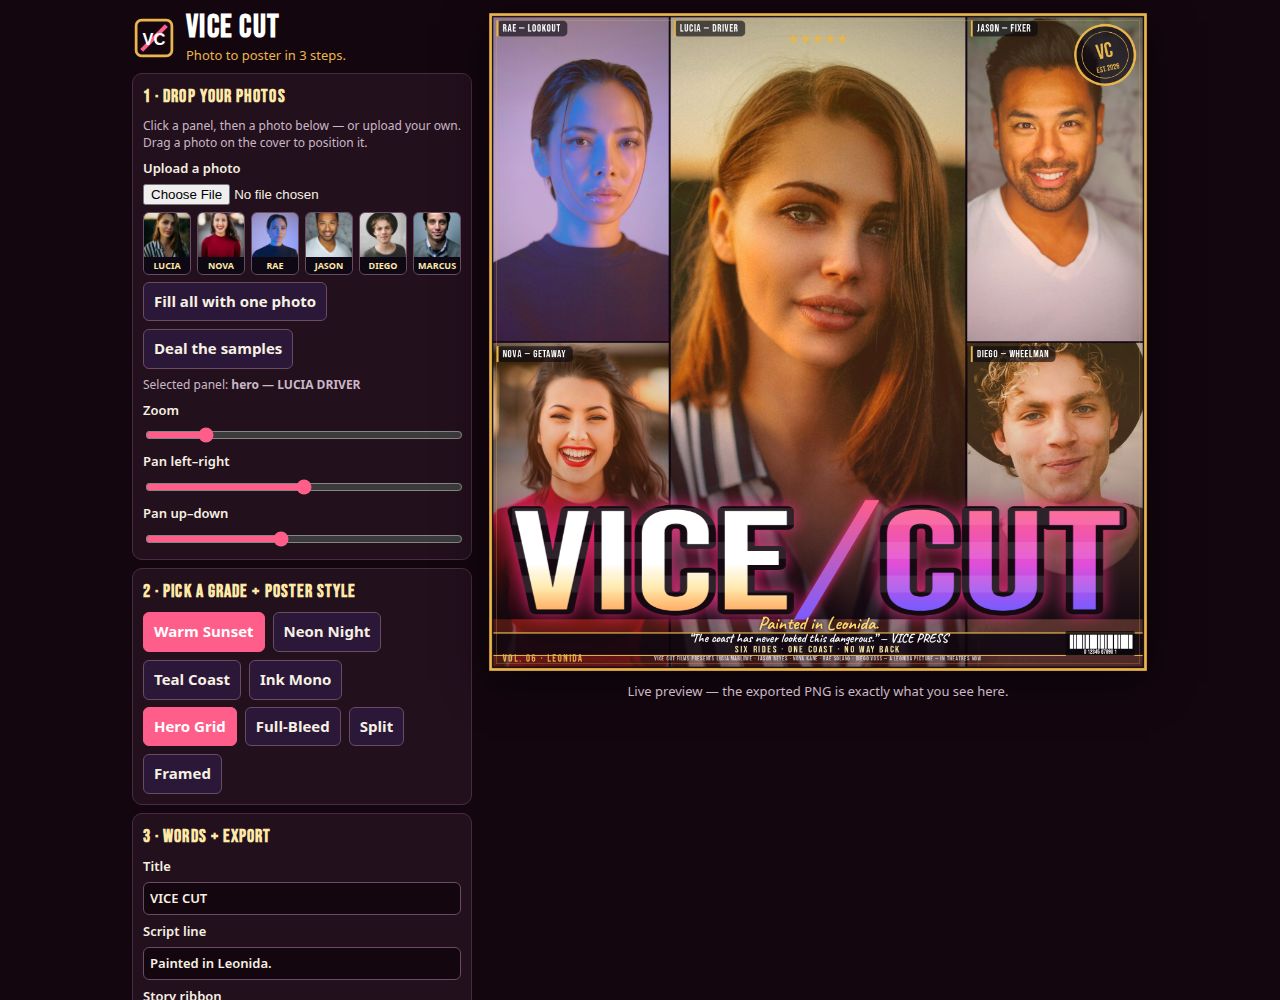 VC
VICE CUT
Photo to poster in 3 steps.
1 · DROP YOUR PHOTOS
Click a panel, then a photo below — or upload your own.
Drag a photo on the cover to position it.
Upload a photo
Choose File No file chosen
LUCIA NOVA RAE JASON DIEGO MARCUS
Fill all with one photo
Deal the samples
Selected panel: hero — LUCIA DRIVER
Zoom
Pan left–right
Pan up–down
2 · PICK A GRADE + POSTER STYLE
Warm Sunset Neon Night
Teal Coast Ink Mono
Hero Grid Full-Bleed Split
Framed
3 · WORDS + EXPORT
Title
VICE CUT
Script line
Painted in Leonida.
Story ribbon
RAE — LOOKOUT
LUCIA — DRIVER
JASON — FIXER
VC
EST. 2026
NOVA — GETAWAY
DIEGO — WHEELMAN
VICE/CUT
Painted in Leonida.
"The coast has never looked this dangerous." — VICE PRESS
SIX RIDES · ONE COAST · NO WAY BACK
VOL. 06 · LEONIDA
Live preview — the exported PNG is exactly what you see here.